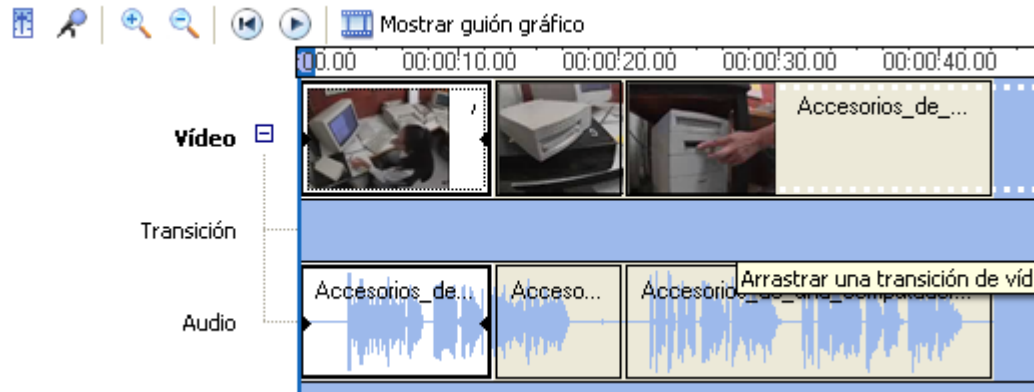 Mostrar guión gráfico
00.00 00:00:10.00 00:00:20.00 00:00:30.00 00:00:40.00
Vídeo
Accesorios_de_...
Transición
Arrastrar una transición de víd
Accesorios_de... Acceso...
Audio